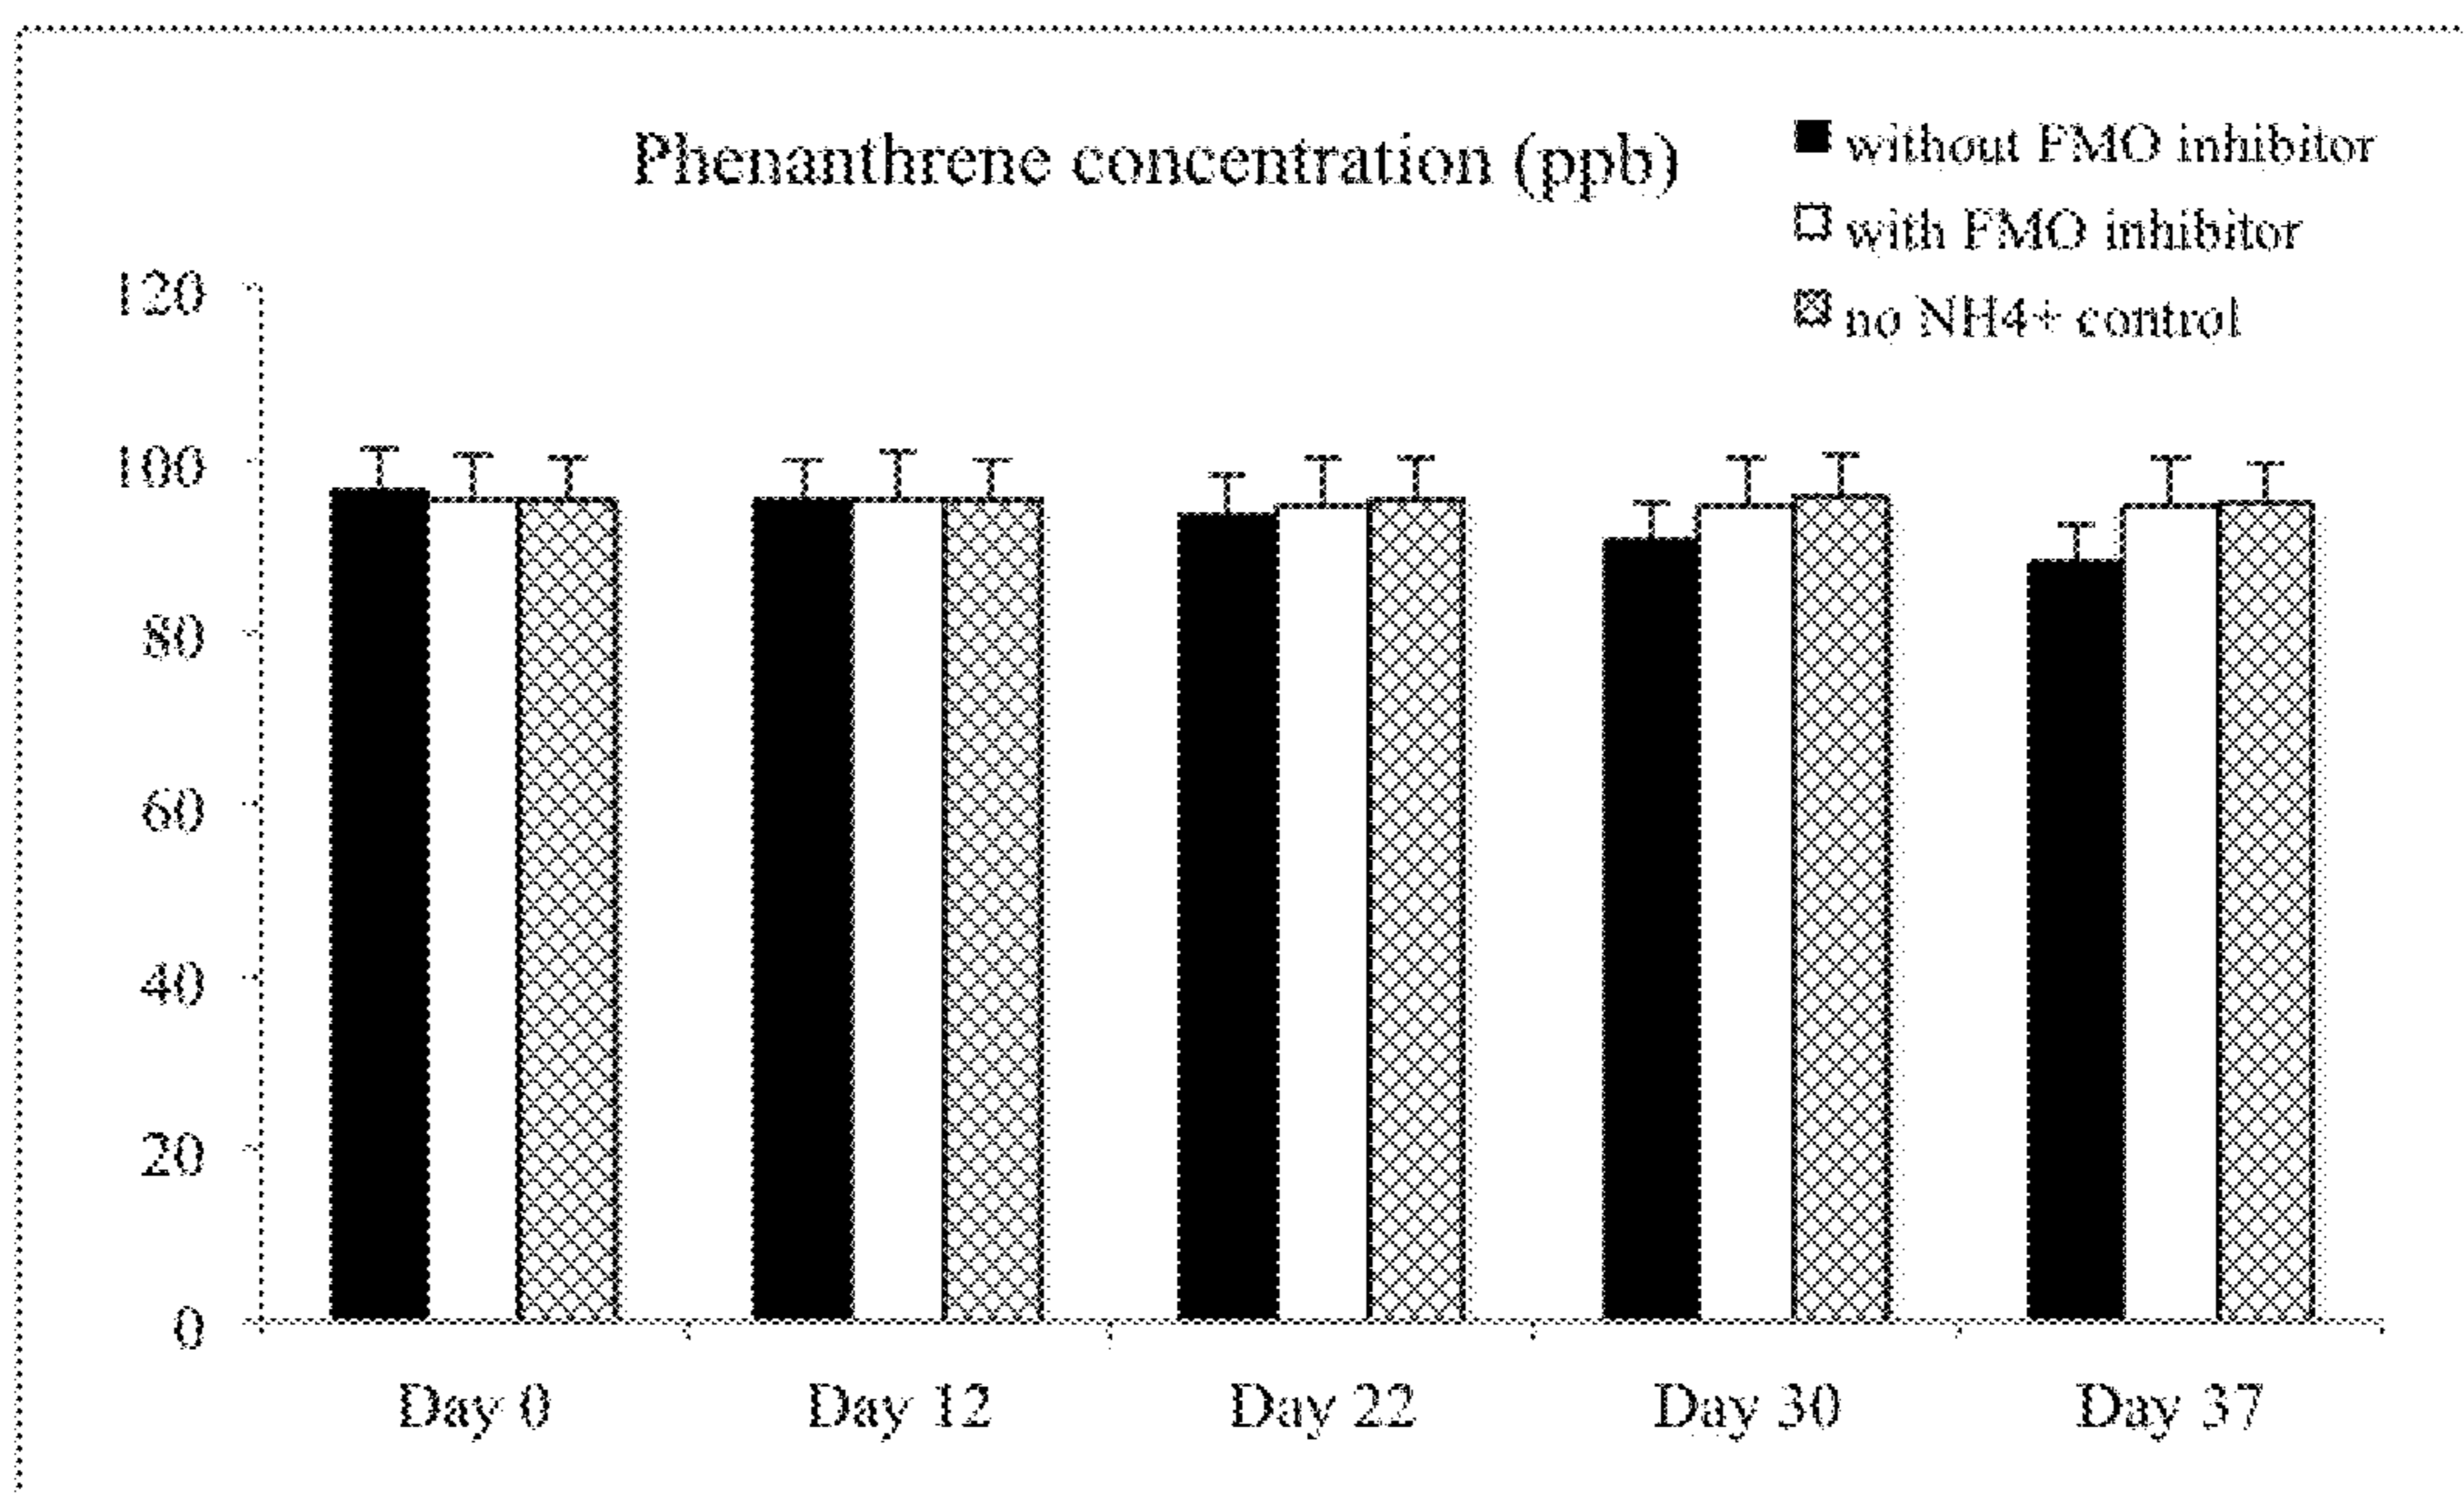 Phenanthrene concentration (ppb)
without FMO inhibitor
with FMO inhibitor
no NH4+ control
120
100
80
60
40
20
0
Day 0
Day 12
Day 22
Day 30
Day 37